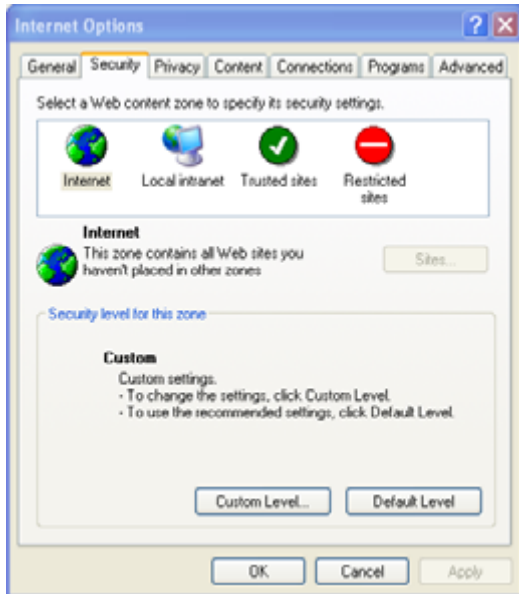 Internet Options
General Security Privacy Content Connections Programs Advanced
Select a Web content zone to specify its security settings.
Internet Local intranet Trusted sites Restricted
sites
Internet
This zone contains all Web sites you
haven't placed in other zones
Sites...
Security level for this zone
Custom
Custom settings.
- To change the settings, click Custom Level.
- To use the recommended settings, click Default Level.
Custom Level... Default Level
OK Cancel Apply